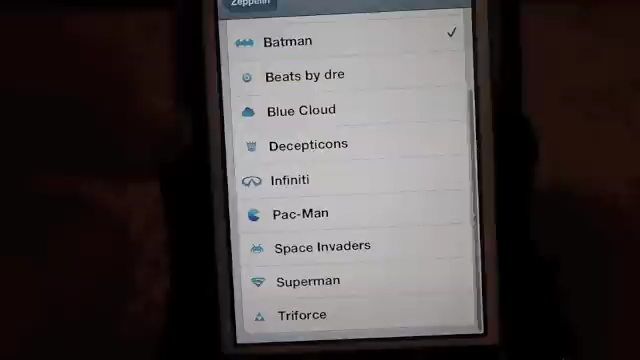 Zeppelin
Batman
Beats by dre
Blue Cloud
Decepticons
Infiniti
Pac-Man
Space Invaders
Superman
Triforce